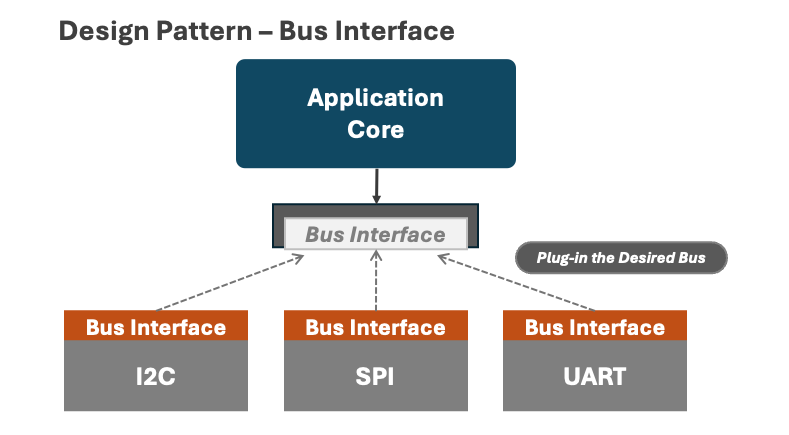 Design Pattern – Bus Interface
Application
Core
Bus Interface
Plug-in the Desired Bus
Bus Interface
I2C
Bus Interface
SPI
Bus Interface
UART